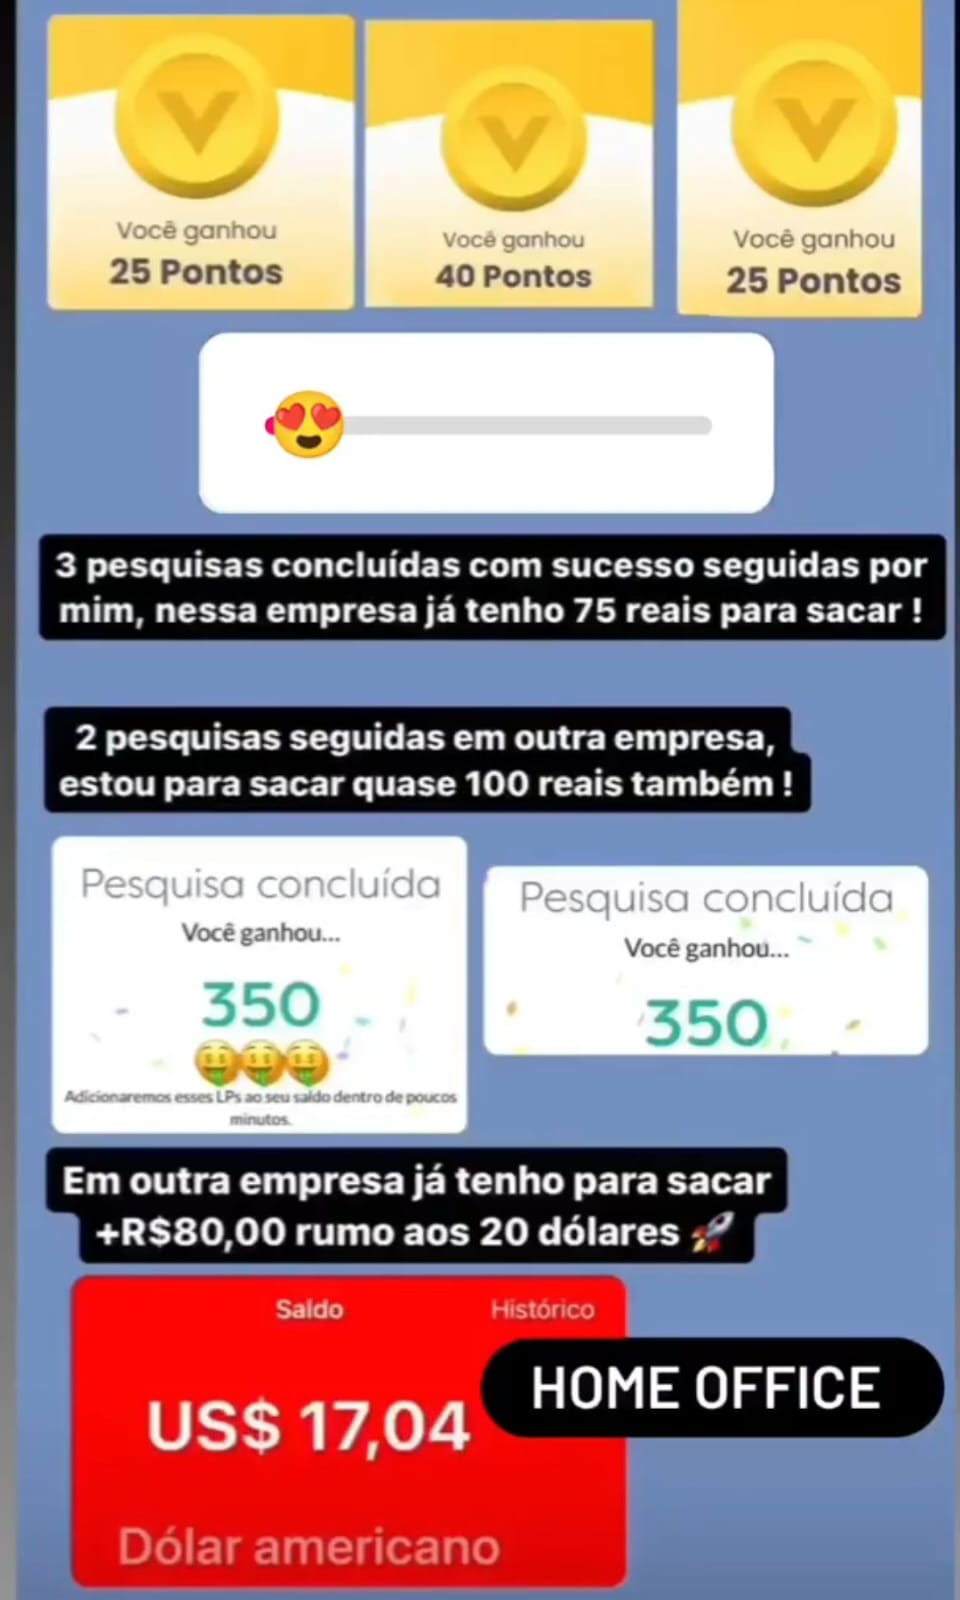 Você ganhou
25 Pontos
Você ganhou
40 Pontos
Você ganhou
25 Pontos
3 pesquisas concluídas com sucesso seguidas por
mim, nessa empresa já tenho 75 reais para sacar !
2 pesquisas seguidas em outra empresa,
estou para sacar quase 100 reais também !
Pesquisa concluída
Você ganhou...
350
Adicionaremos esses LPs ao seu saldo dentro de poucos
minutos.
Pesquisa concluída
Você ganhou...
350
Em outra empresa já tenho para sacar
+R$80,00 rumo aos 20 dólares 🚀
Saldo
Histórico
US$ 17,04
HOME OFFICE
Dólar americano